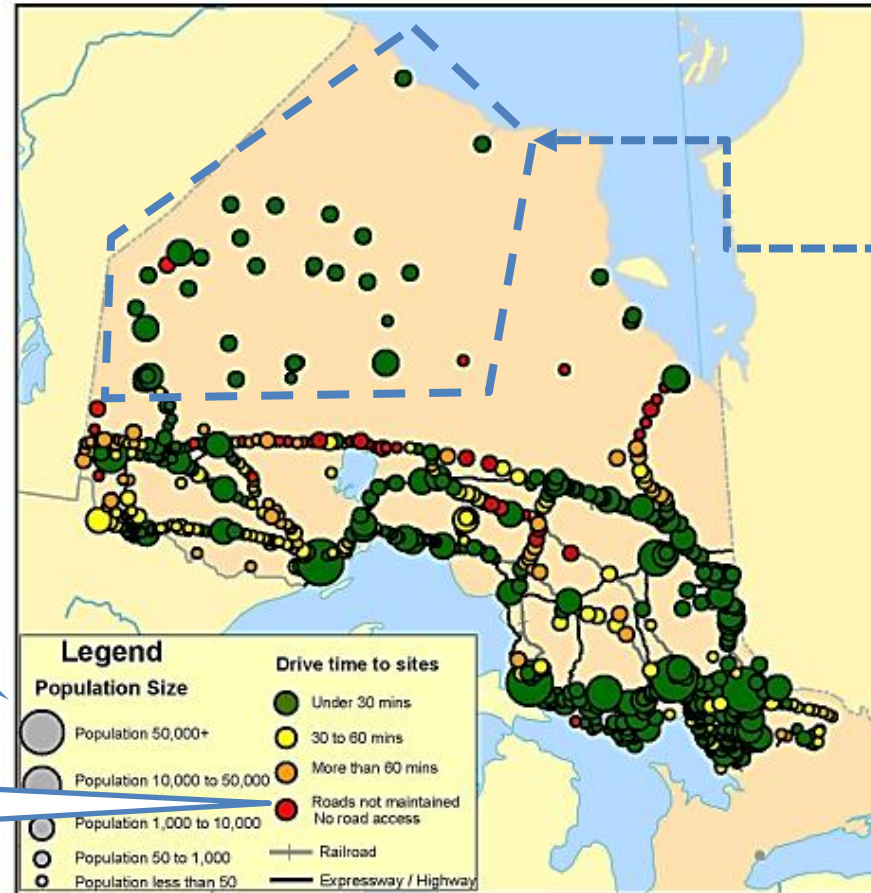 Legend
Population Size
Population 50,000+
Population 10,000 to 50,000
Population 1,000 to 10,000
Population 50 to 1,000
Population less than 50
Drive time to sites
Under 30 mins
30 to 60 mins
More than 60 mins
Roads not maintained
No road access
Railroad
Expressway / Highway